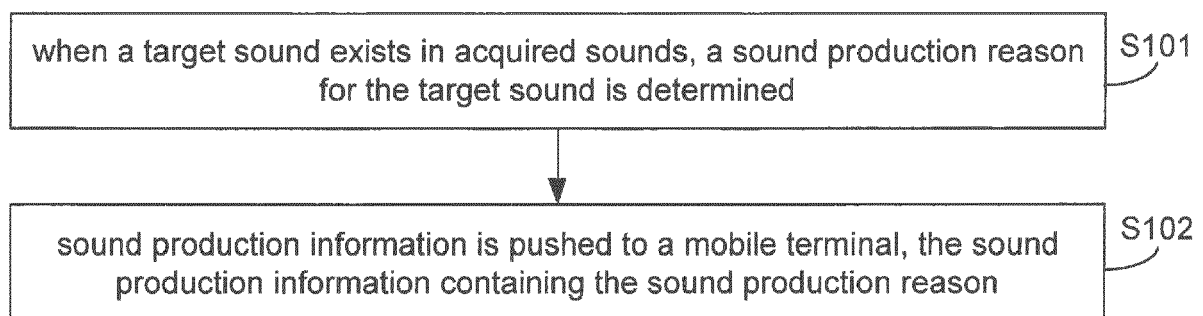 when a target sound exists in acquired sounds, a sound production reason
for the target sound is determined
S101
sound production information is pushed to a mobile terminal, the sound
production information containing the sound production reason
S102